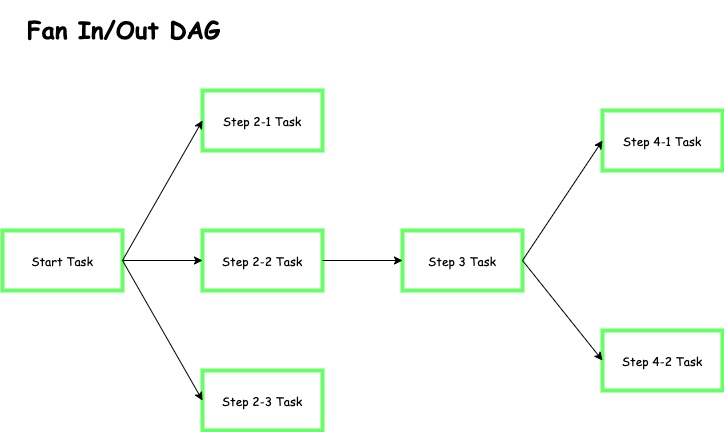 Fan In/Out DAG
Step 2-1 Task
Step 4-1 Task
Start Task
Step 2-2 Task
Step 3 Task
Step 4-2 Task
Step 2-3 Task